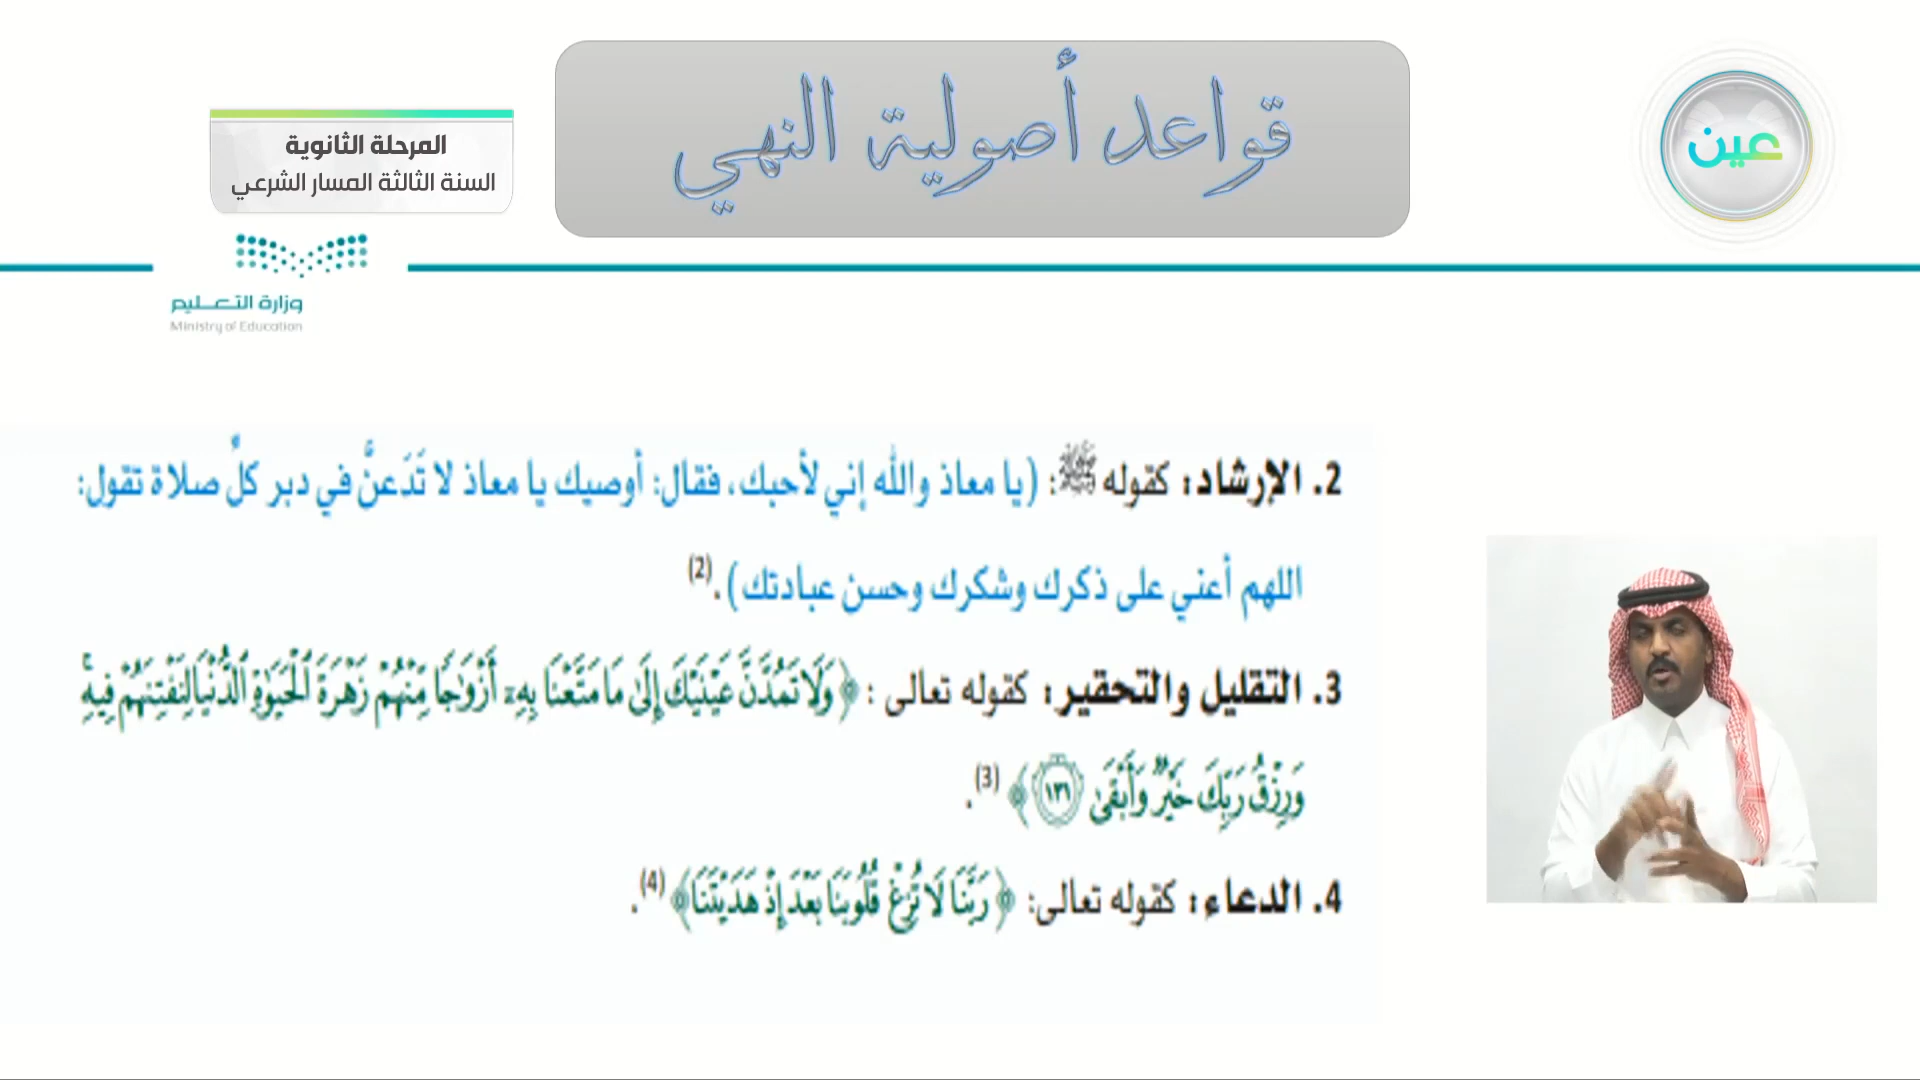 قواعد أصولية النهي
عين
المرحلة الثانوية
السنة الثالثة المسار الشرعي
وزارة التعليم
Ministry of Education
2. الإرشاد: كقوله ﷺ: (يا معاذ والله إني لأحبك، فقال: أوصيك يا معاذ لا تَدَعنَّ في دبر كلِّ صلاة تقول:
اللهم أعني على ذكرك وشكرك وحسن عبادتك).(2)
3. التقليل والتحقير: كقوله تعالى : ﴿وَلَا تَمُدَّنَّ عَيْنَيْكَ إِلَىٰ مَا مَتَّعْنَا بِهِۦٓ أَزْوَٰجًا مِّنْهُمْ زَهْرَةَ ٱلْحَيَوٰةِ ٱلدُّنْيَا لِنَفْتِنَهُمْ فِيهِ ۚ
وَرِزْقُ رَبِّكَ خَيْرٌ وَأَبْقَىٰ ١٣١﴾(3).
4. الدعاء: كقوله تعالى: ﴿رَبَّنَا لَا تُزِغْ قُلُوبَنَا بَعْدَ إِذْ هَدَيْتَنَا﴾(4).